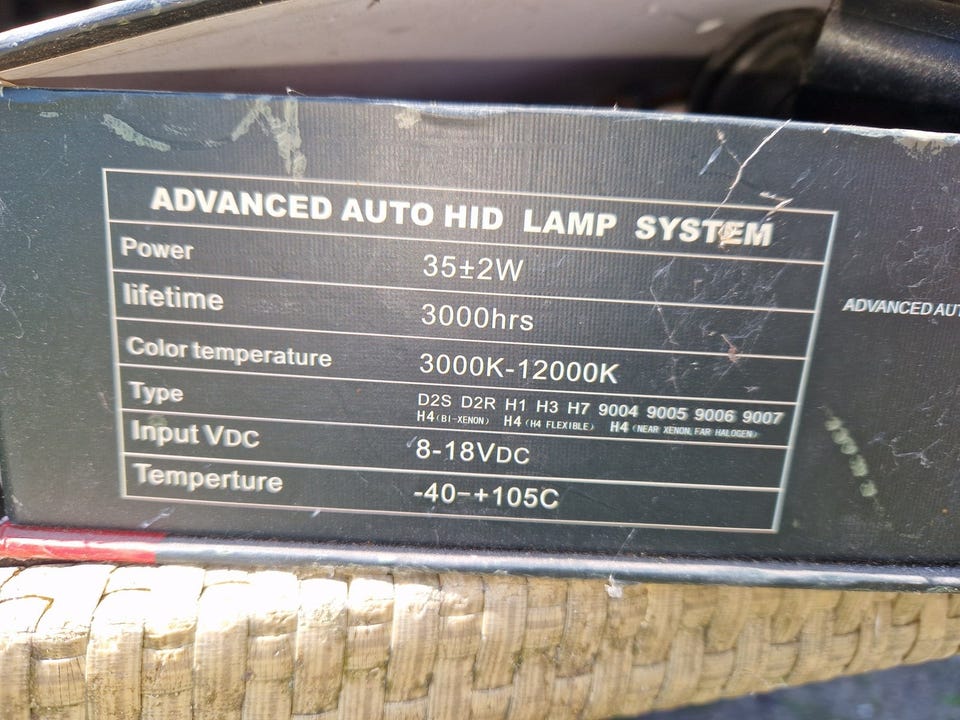 ADVANCED AUTO HID LAMP SYSTEM
Power 35±2W
lifetime 3000hrs
Color temperature 3000K-12000K
Type D2S D2R H1 H3 H7 9004 9005 9006 9007
H4 (BI-XENON) H4 (H4 FLEXIBLE) H4 (NEAR XENON, FAR HALOGEN)
Input VDC 8-18VDC
Temperture -40-+105C
ADVANCED AUT